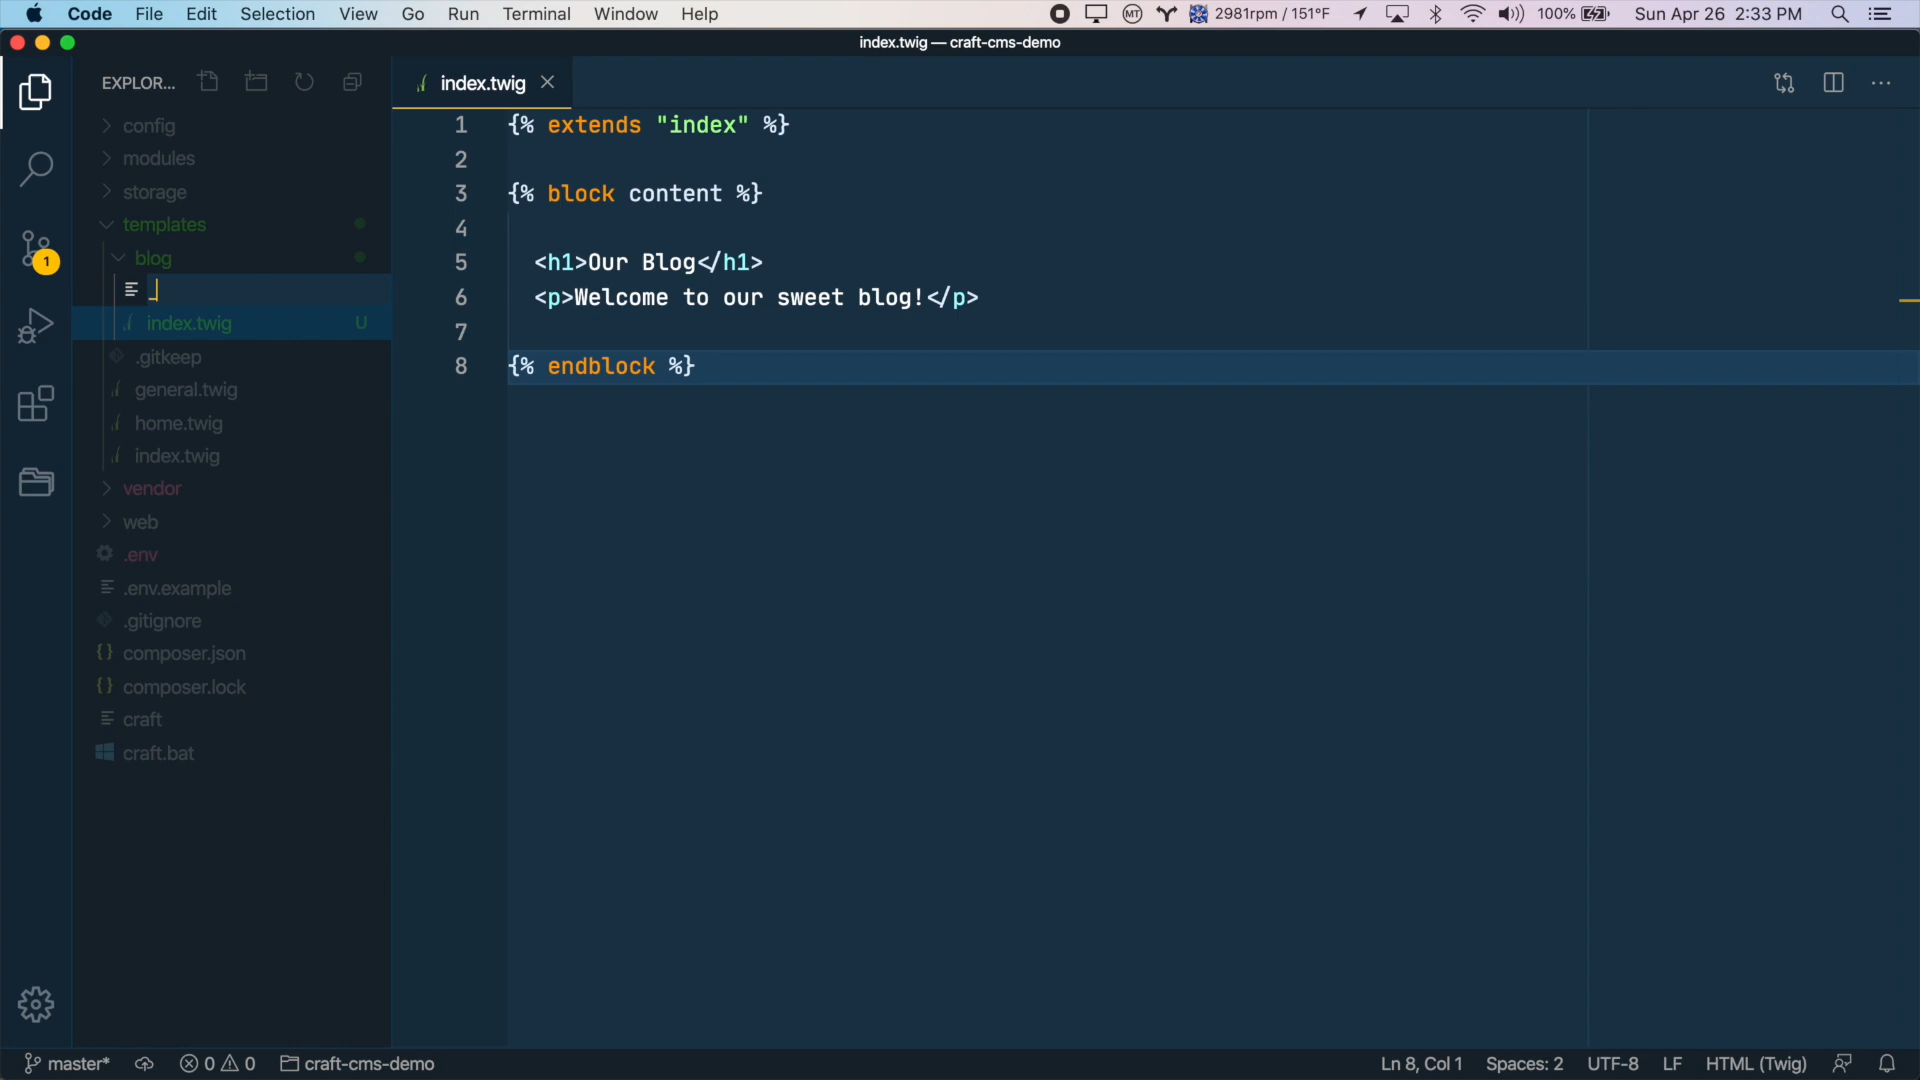 Code File Edit Selection View Go Run Terminal Window Help MT 2981rpm / 151°F 100% Sun Apr 26 2:33 PM
index.twig — craft-cms-demo
EXPLOR...
config
modules
storage
templates
blog
_
index.twig U
.gitkeep
general.twig
home.twig
index.twig
vendor
web
.env
.env.example
.gitignore
composer.json
composer.lock
craft
craft.bat
1
index.twig
1 {% extends "index" %}
2
3 {% block content %}
4
5 <h1>Our Blog</h1>
6 <p>Welcome to our sweet blog!</p>
7
8 {% endblock %}
master* 0 0 craft-cms-demo Ln 8, Col 1 Spaces: 2 UTF-8 LF HTML (Twig)